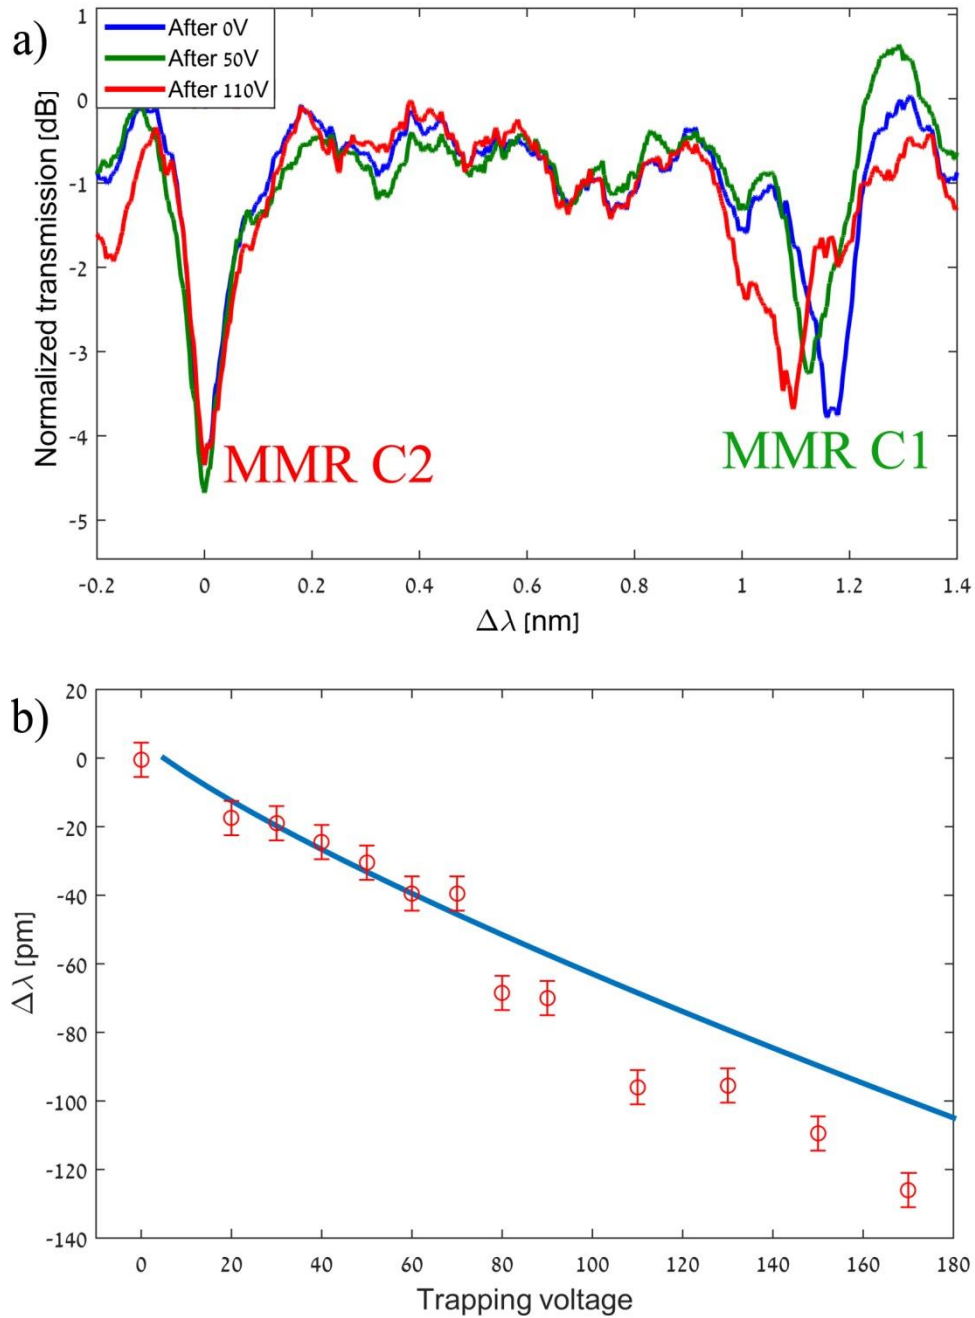 a)
After 0V
After 50V
After 110V
Normalized transmission [dB]
1
0
-1
-2
-3
-4
-5
MMR C2
MMR C1
-0.2 0 0.2 0.4 0.6 0.8 1 1.2 1.4
Δλ [nm]
b)
Δλ [pm]
20
0
-20
-40
-60
-80
-100
-120
-140
0 20 40 60 80 100 120 140 160 180
Trapping voltage